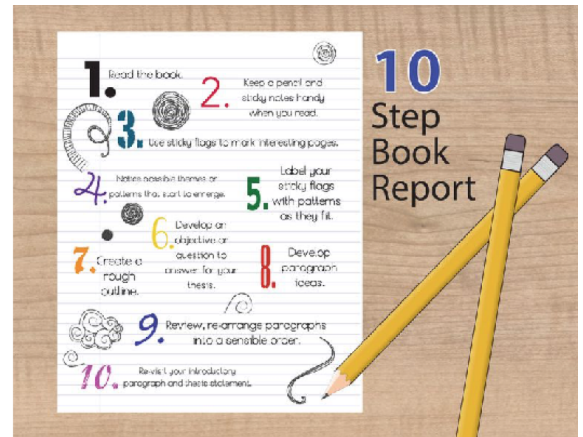 10
Step
Book
Report
1. Read the book.
2. Keep a pencil and
sticky notes handy
when you read.
3. Use sticky flags to mark interesting pages.
4. Notice possible themes or
patterns that start to emerge.
5. Label your
sticky flags
with patterns
as they fit.
6. Develop an
objective or
question to
answer for your
thesis.
7. Create a
rough
outline.
8. Develop
paragraph
ideas.
9. Review, re-arrange paragraphs
into a sensible order.
10. Re-visit your introductory
paragraph and thesis statement.